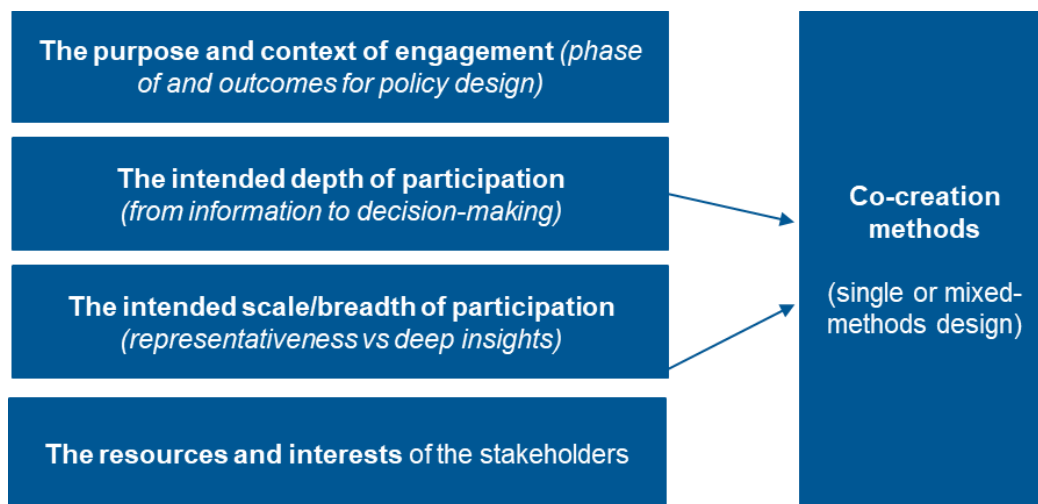 The purpose and context of engagement (phase
of and outcomes for policy design)
The intended depth of participation
(from information to decision-making)
The intended scale/breadth of participation
(representativeness vs deep insights)
The resources and interests of the stakeholders
Co-creation
methods
(single or mixed-
methods design)